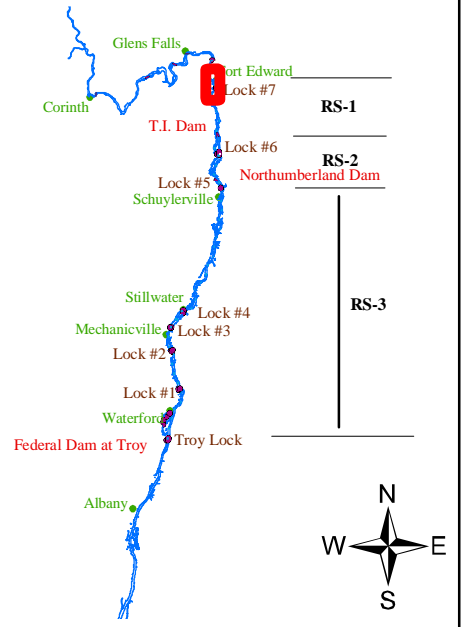 Glens Falls
ort Edward
Lock #7
Corinth
RS-1
T.I. Dam
Lock #6
RS-2
Northumberland Dam
Lock #5
Schuylerville
Stillwater
RS-3
Lock #4
Mechanicville
Lock #3
Lock #2
Lock #1
Waterford
Federal Dam at Troy
Troy Lock
Albany
N
W
E
S